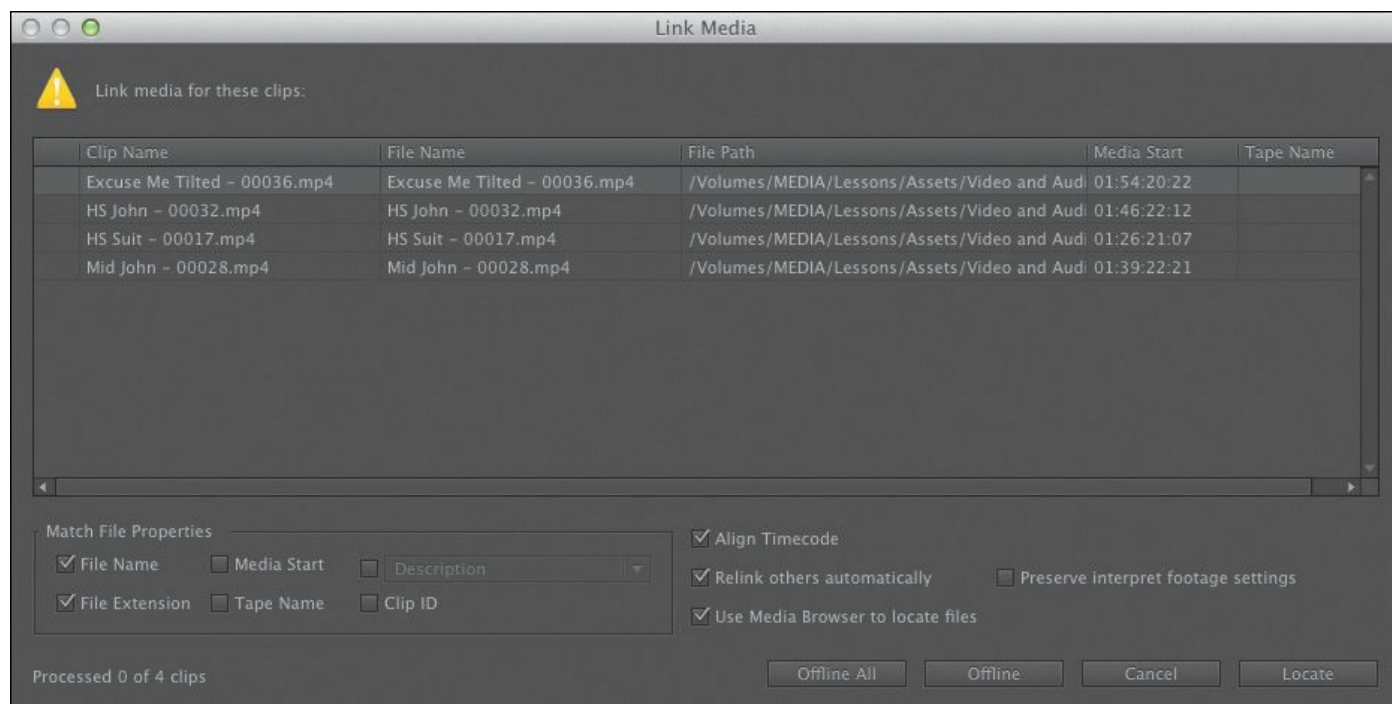 Link Media
Link media for these clips:
Clip Name File Name File Path Media Start Tape Name
Excuse Me Tilted – 00036.mp4 Excuse Me Tilted – 00036.mp4 /Volumes/MEDIA/Lessons/Assets/Video and Audi 01:54:20:22
HS John – 00032.mp4 HS John – 00032.mp4 /Volumes/MEDIA/Lessons/Assets/Video and Audi 01:46:22:12
HS Suit – 00017.mp4 HS Suit – 00017.mp4 /Volumes/MEDIA/Lessons/Assets/Video and Audi 01:26:21:07
Mid John – 00028.mp4 Mid John – 00028.mp4 /Volumes/MEDIA/Lessons/Assets/Video and Audi 01:39:22:21
Match File Properties
File Name Media Start Description
File Extension Tape Name Clip ID
Align Timecode
Relink others automatically Preserve interpret footage settings
Use Media Browser to locate files
Processed 0 of 4 clips
Offline All Offline Cancel Locate